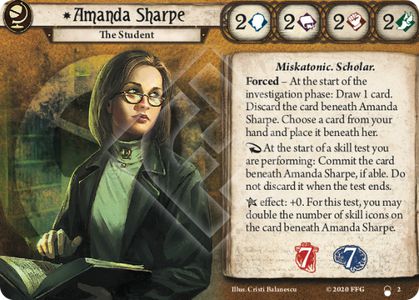 Amanda Sharpe
The Student
2 2 2 2
Miskatonic. Scholar.
Forced – At the start of the
investigation phase: Draw 1 card.
Discard the card beneath Amanda
Sharpe. Choose a card from your
hand and place it beneath her.
At the start of a skill test you
are performing: Commit the card
beneath Amanda Sharpe, if able. Do
not discard it when the test ends.
effect: +0. For this test, you may
double the number of skill icons on
the card beneath Amanda Sharpe.
7 7
Illus. Cristi Balanescu
© 2020 FFG
2